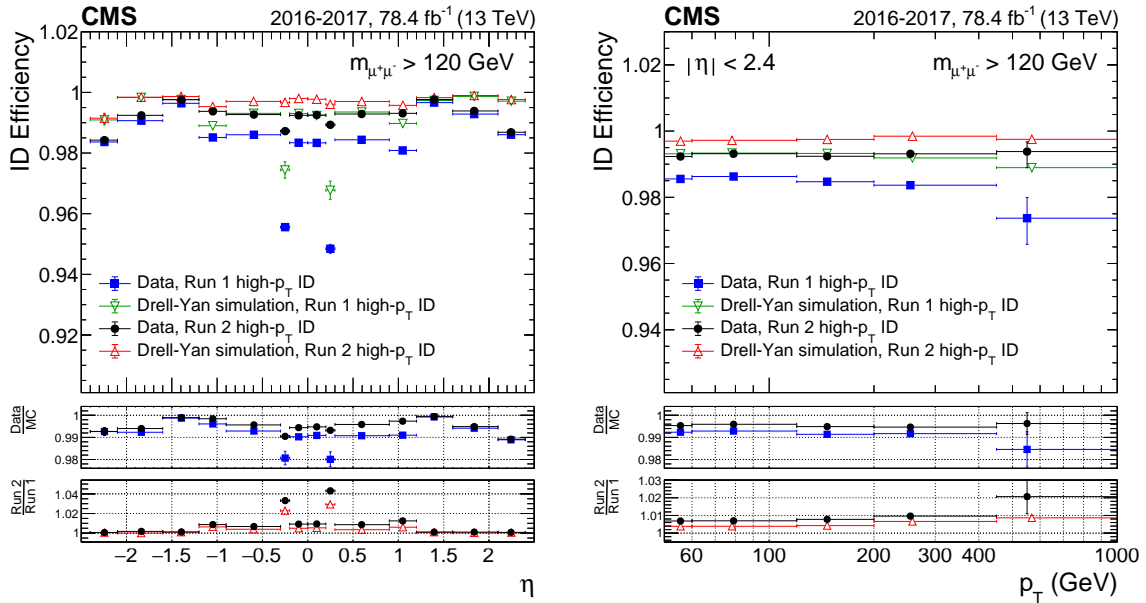 CMS 2016-2017, 78.4 fb⁻¹ (13 TeV)
ID Efficiency
1.02
1
0.98
0.96
0.94
0.92
m_μ⁺μ⁻ > 120 GeV
Data, Run 1 high-p_T ID
Drell-Yan simulation, Run 1 high-p_T ID
Data, Run 2 high-p_T ID
Drell-Yan simulation, Run 2 high-p_T ID
Data
MC
1
0.99
0.98
Run 2
Run 1
1.04
1.02
1
−2 −1.5 −1 −0.5 0 0.5 1 1.5 2
η
CMS 2016-2017, 78.4 fb⁻¹ (13 TeV)
ID Efficiency
1.02
1
0.98
0.96
0.94
|η| < 2.4 m_μ⁺μ⁻ > 120 GeV
Data, Run 1 high-p_T ID
Drell-Yan simulation, Run 1 high-p_T ID
Data, Run 2 high-p_T ID
Drell-Yan simulation, Run 2 high-p_T ID
Data
MC
1
0.99
0.98
Run 2
Run 1
1.03
1.02
1.01
1
60 100 200 300 400 1000
p_T (GeV)